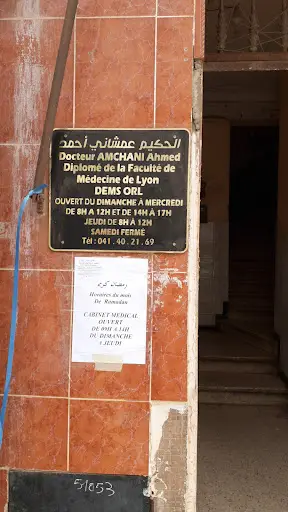 الحكيم عمشاني أحمد
Docteur AMCHANI Ahmed
Diplomé de la Faculté de
Médecine de Lyon
DEMS ORL
OUVERT DU DIMANCHE A MERCREDI
DE 8H A 12H ET DE 14H A 17H
JEUDI DE 8H À 12H
SAMEDI FERMÉ
Tél : 041. 40. 21. 69
رمضان كريم
Horaires du mois
De Ramadan
CABINET MEDICAL
OUVERT
DE 09H A 14H
DU DIMANCHE
A JEUDI
51053